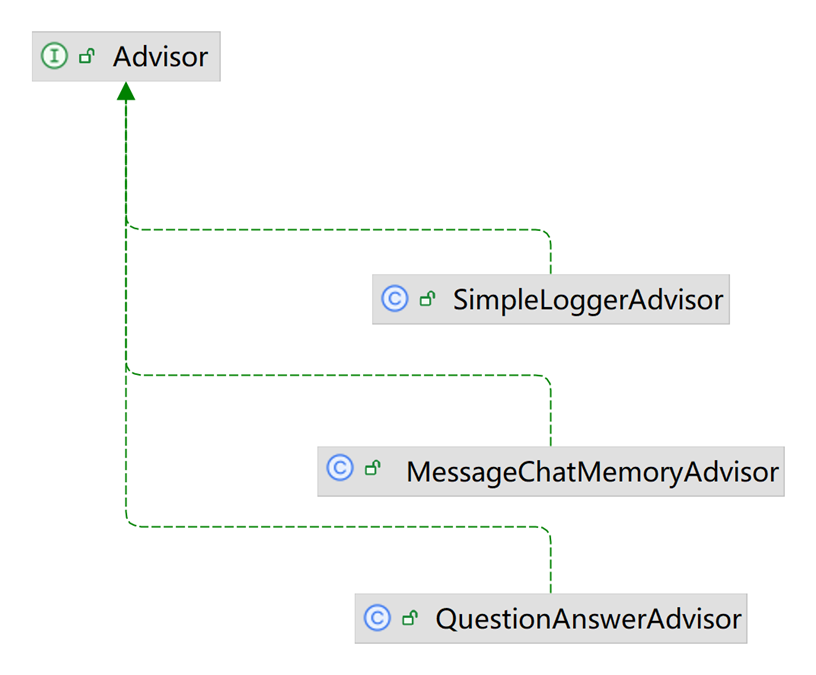 I Advisor
C SimpleLoggerAdvisor
C MessageChatMemoryAdvisor
C QuestionAnswerAdvisor